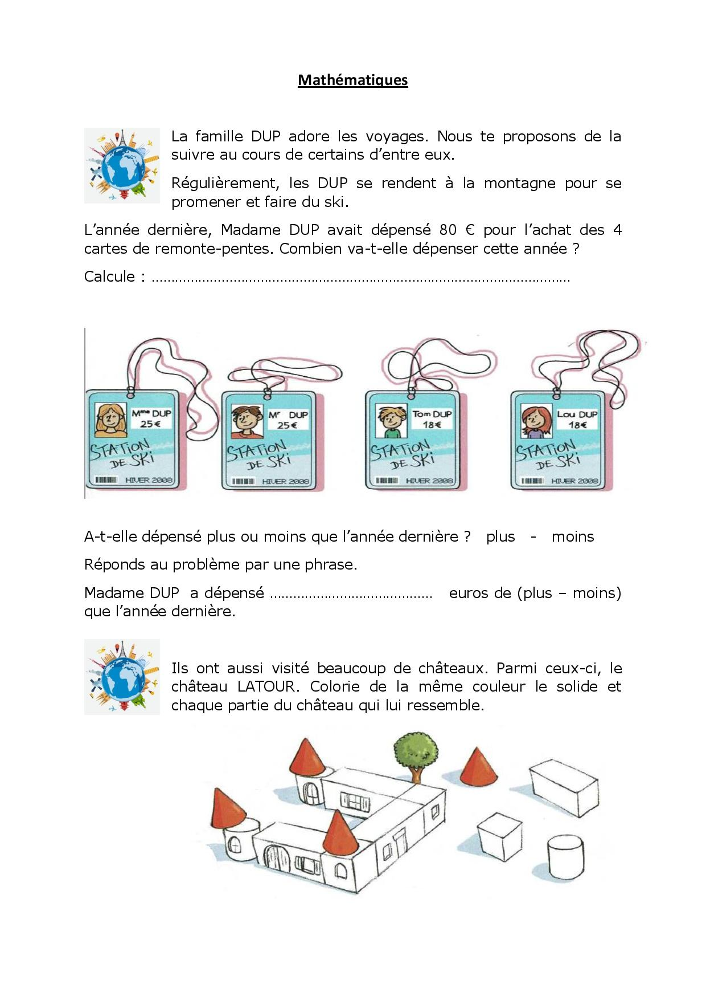 Mathématiques
La famille DUP adore les voyages. Nous te proposons de la
suivre au cours de certains d’entre eux.
Régulièrement, les DUP se rendent à la montagne pour se
promener et faire du ski.
L’année dernière, Madame DUP avait dépensé 80 € pour l’achat des 4
cartes de remonte-pentes. Combien va-t-elle dépenser cette année ?
Calcule : ……………………………………………………………………………………………
Mme DUP
25€
STATION
DE SKi
HIVER 2008
Mr DUP
25€
STATION
DE SKi
HIVER 2008
Tom DUP
18€
STATION
DE SKi
HIVER 2008
Lou DUP
18€
STATION
DE SKi
HIVER 2008
A-t-elle dépensé plus ou moins que l’année dernière ? plus - moins
Réponds au problème par une phrase.
Madame DUP a dépensé …………………………………… euros de (plus – moins)
que l’année dernière.
Ils ont aussi visité beaucoup de châteaux. Parmi ceux-ci, le
château LATOUR. Colorie de la même couleur le solide et
chaque partie du château qui lui ressemble.